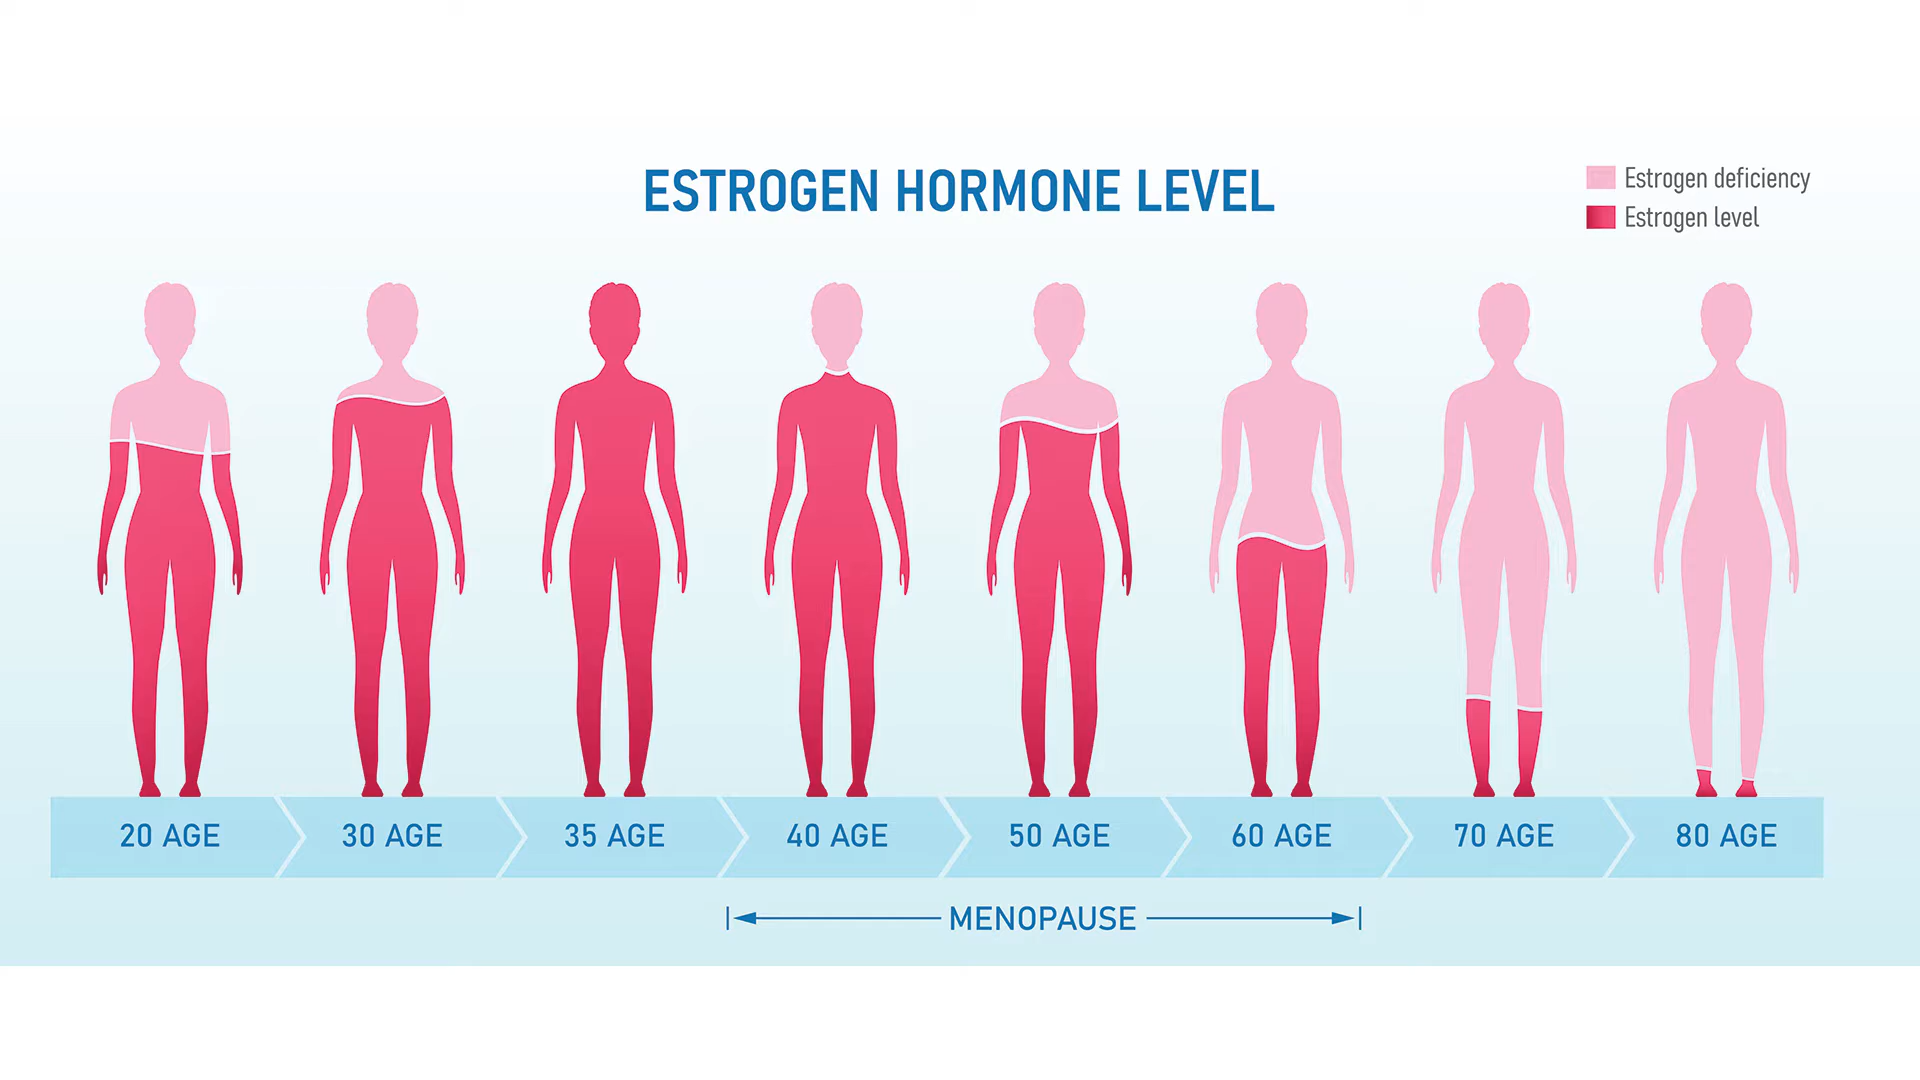 ESTROGEN HORMONE LEVEL
Estrogen deficiency
Estrogen level
20 AGE
30 AGE
35 AGE
40 AGE
50 AGE
60 AGE
70 AGE
80 AGE
MENOPAUSE